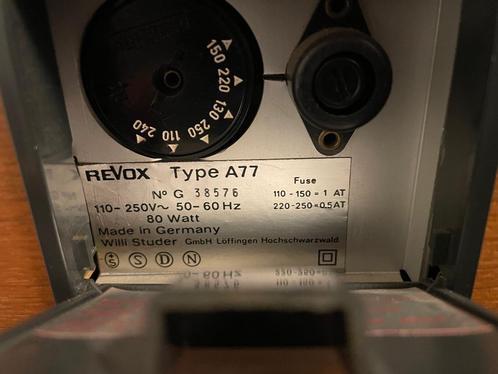 150
220
130
250
110
240
REVOX Type A77
Nº G 38576
110-250V~ 50-60 Hz
80 Watt
Made in Germany
Willi Studer GmbH Löffingen Hochschwarzwald
Fuse
110-150=1 AT
220-250=0.5AT
S
S
D
N